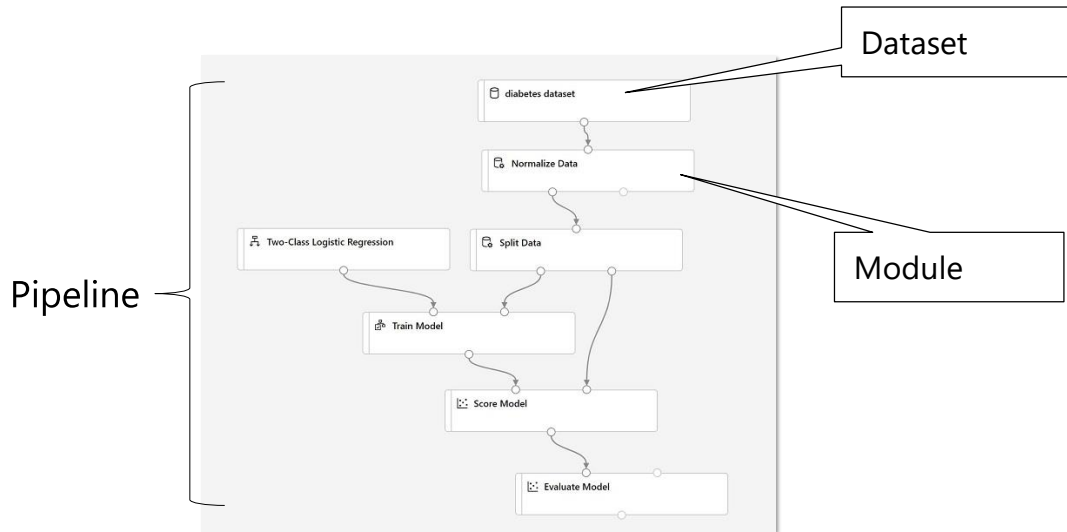 Dataset
diabetes dataset
Normalize Data
Two-Class Logistic Regression
Split Data
Module
Pipeline
Train Model
Score Model
Evaluate Model